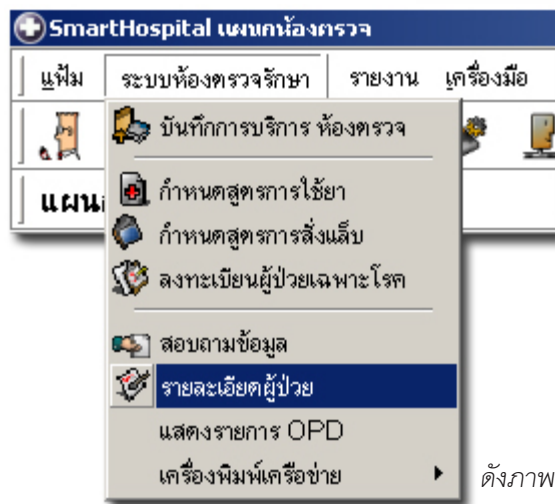 SmartHospital แผนกห้องตรวจ
แฟ้ม ระบบห้องตรวจรักษา รายงาน เครื่องมือ
บันทึกการบริการ ห้องตรวจ
แผน
กำหนดสูตรการใช้ยา
กำหนดสูตรการสั่งแล็บ
ลงทะเบียนผู้ป่วยเฉพาะโรค
สอบถามข้อมูล
รายละเอียดผู้ป่วย
แสดงรายการ OPD
เครื่องพิมพ์เครือข่าย
ดังภาพ